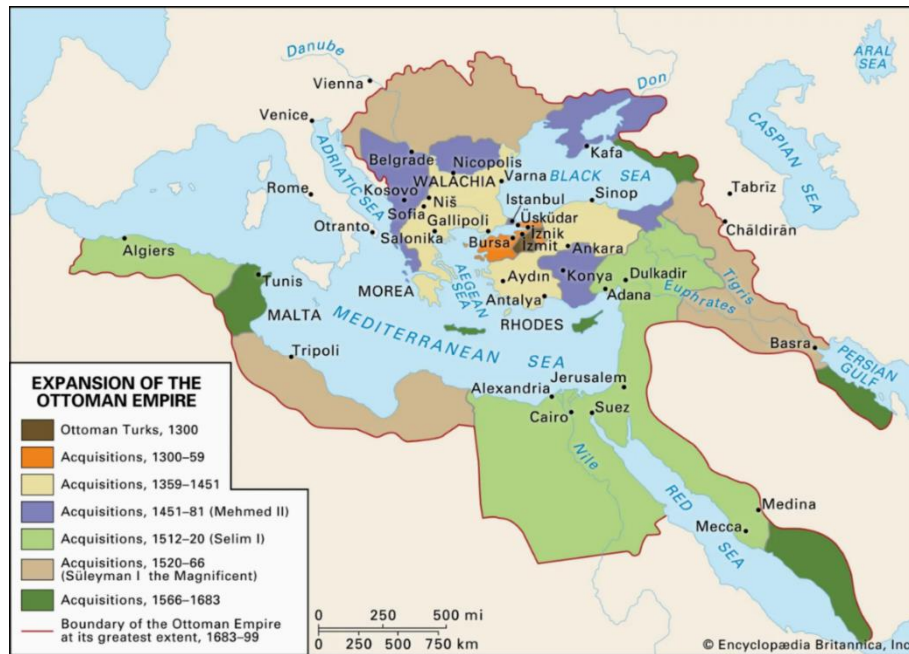 ARAL
SEA
Danube
Vienna
Don
Venice
CASPIAN
SEA
ADRIATIC SEA
Belgrade
Nicopolis
Kafa
WALACHIA
Varna
BLACK SEA
Rome
Kosovo
Niš
Istanbul
Sinop
Tabrīz
Sofia
Üsküdar
Otranto
Gallipoli
İznik
Chāldirān
Salonika
Bursa
İzmit
Ankara
Algiers
AEGEAN
SEA
Aydın
Konya
Dulkadir
Tigris
Tunis
MOREA
Antalya
Adana
Euphrates
MALTA
MEDITERRANEAN SEA
RHODES
Basra
Tripoli
PERSIAN
GULF
Jerusalem
Alexandria
Cairo
Suez
Nile
RED
SEA
Medina
Mecca
EXPANSION OF THE
OTTOMAN EMPIRE
Ottoman Turks, 1300
Acquisitions, 1300–59
Acquisitions, 1359–1451
Acquisitions, 1451–81 (Mehmed II)
Acquisitions, 1512–20 (Selim I)
Acquisitions, 1520–66
(Süleyman I the Magnificent)
Acquisitions, 1566–1683
Boundary of the Ottoman Empire
at its greatest extent, 1683–99
0 250 500 mi
0 250 500 750 km
© Encyclopædia Britannica, Inc